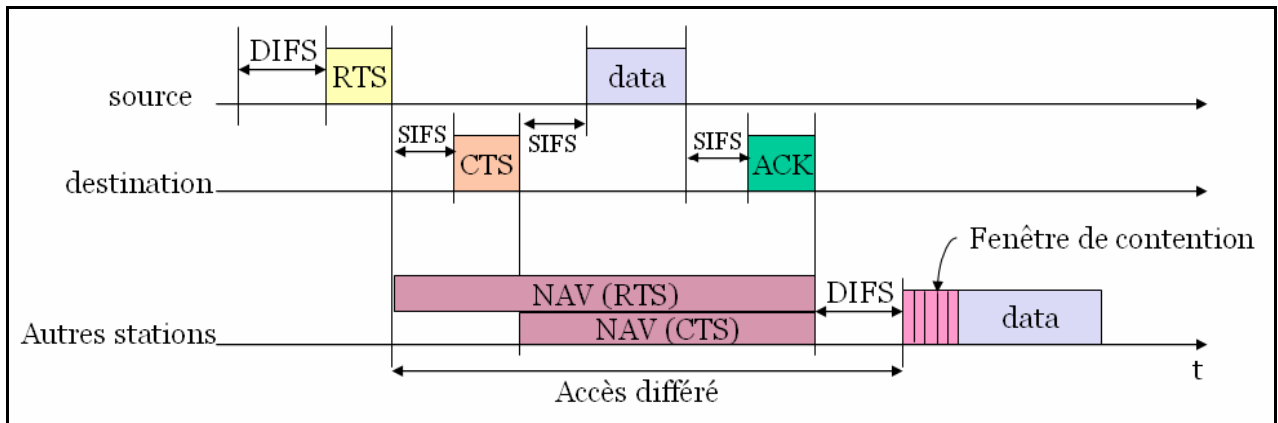 DIFS
RTS
data
source
SIFS
SIFS
SIFS
CTS
ACK
destination
Fenêtre de contention
NAV (RTS)
DIFS
NAV (CTS)
data
Autres stations
t
Accès différé